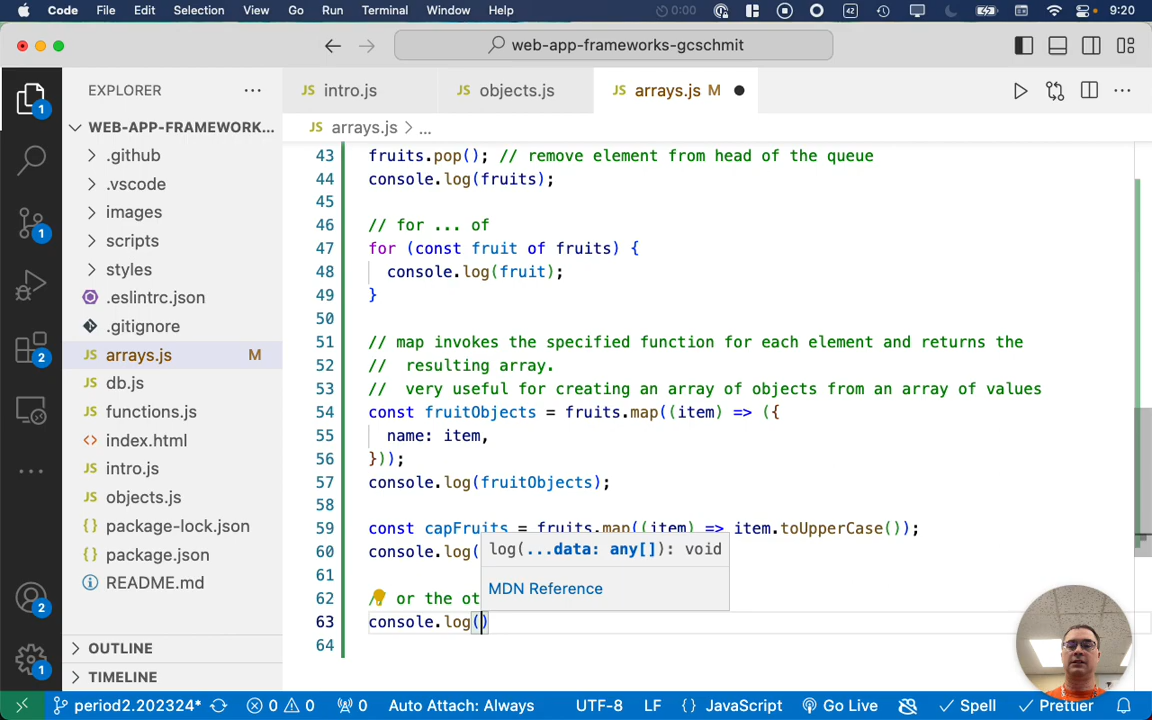 Code File Edit Selection View Go Run Terminal Window Help 0:00 42 9:20
web-app-frameworks-gcschmit
EXPLORER
intro.js
objects.js
arrays.js M
WEB-APP-FRAMEWORK...
arrays.js > ...
.github
.vscode
images
scripts
styles
.eslintrc.json
.gitignore
arrays.js M
db.js
functions.js
index.html
intro.js
objects.js
package-lock.json
package.json
README.md
OUTLINE
TIMELINE
43 fruits.pop(); // remove element from head of the queue
44 console.log(fruits);
45
46 // for ... of
47 for (const fruit of fruits) {
48 console.log(fruit);
49 }
50
51 // map invokes the specified function for each element and returns the
52 // resulting array.
53 // very useful for creating an array of objects from an array of values
54 const fruitObjects = fruits.map((item) => ({
55 name: item,
56 }));
57 console.log(fruitObjects);
58
59 const capFruits = fruits.map((item) => item.toUpperCase());
60 console.log(
61
62 / or the ot
63 console.log()
64
log(...data: any[]): void
MDN Reference
1
1
2
2
1
period2.202324* 0 0 0 Auto Attach: Always UTF-8 LF {} JavaScript Go Live Spell Prettier